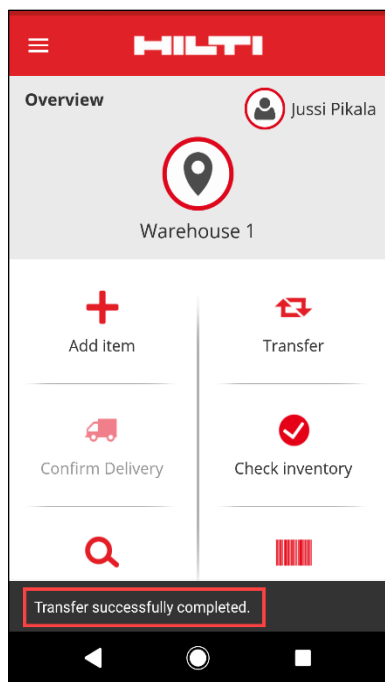 HILTI
Overview
Jussi Pikala
Warehouse 1
Add item
Transfer
Confirm Delivery
Check inventory
Transfer successfully completed.